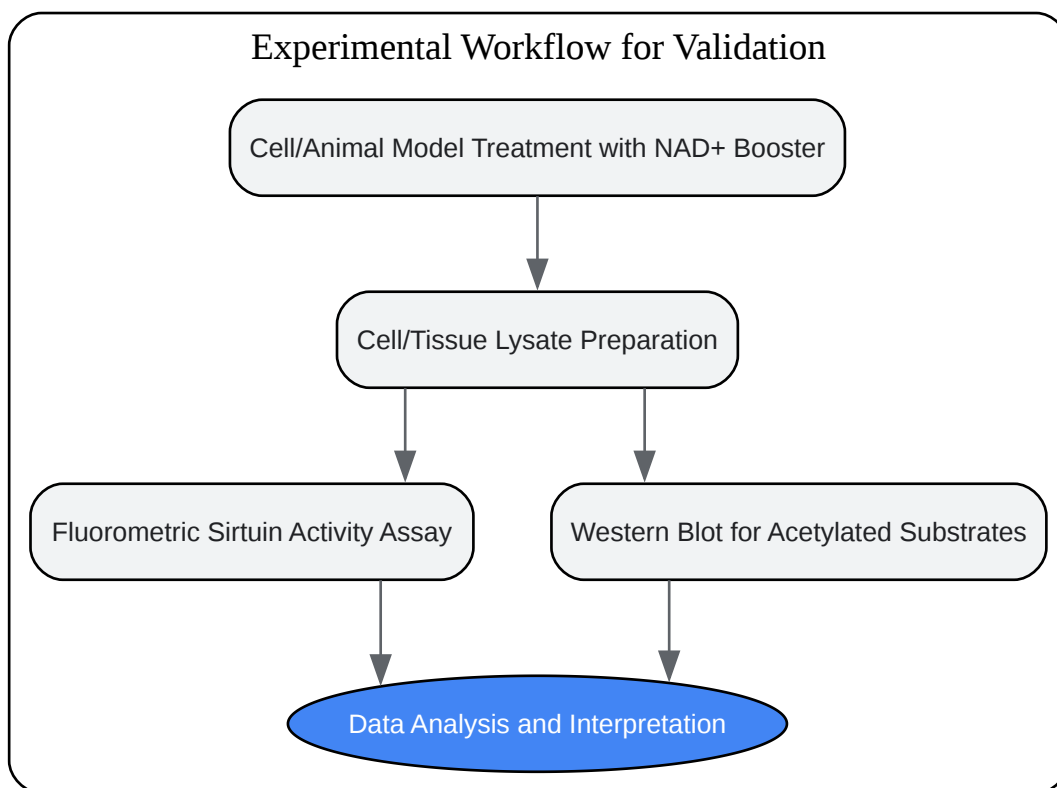 Experimental Workflow for Validation
Cell/Animal Model Treatment with NAD+ Booster
Cell/Tissue Lysate Preparation
Fluorometric Sirtuin Activity Assay
Western Blot for Acetylated Substrates
Data Analysis and Interpretation